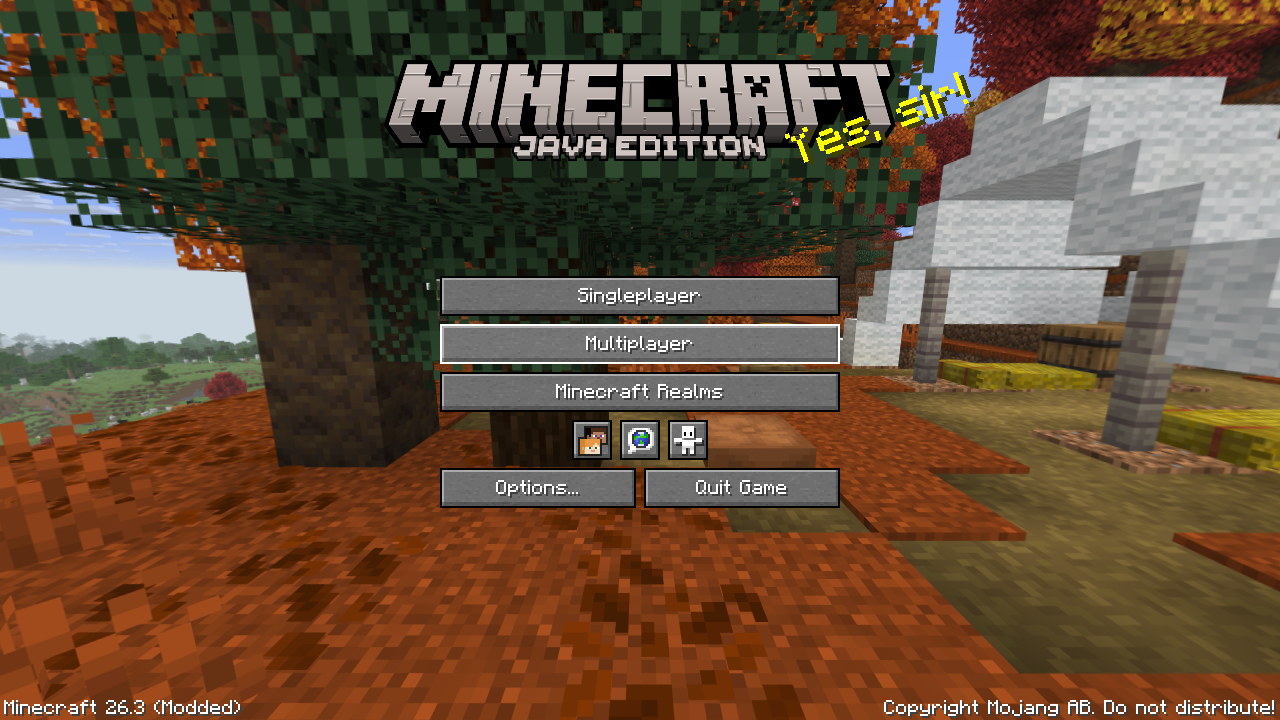 MINECRAFT
JAVA EDITION
Yes, sir!
Singleplayer
Multiplayer
Minecraft Realms
Options...
Quit Game
Minecraft 26.3 (Modded)
Copyright Mojang AB. Do not distribute!